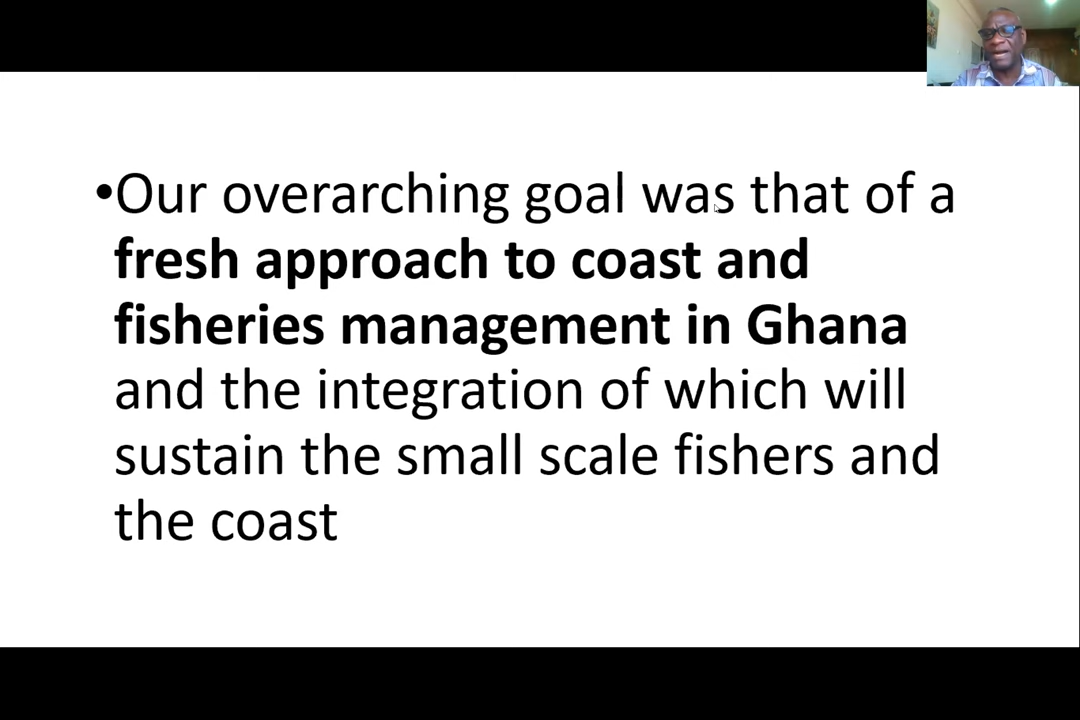 •Our overarching goal was that of a
fresh approach to coast and
fisheries management in Ghana
and the integration of which will
sustain the small scale fishers and
the coast